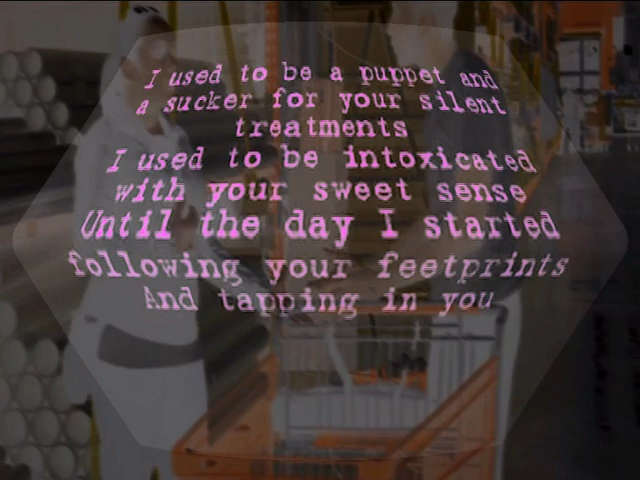 I used to be a puppet and
a sucker for your silent
treatments
I used to be intoxicated
with your sweet sense
Until the day I started
following your feetprints
And tapping in you